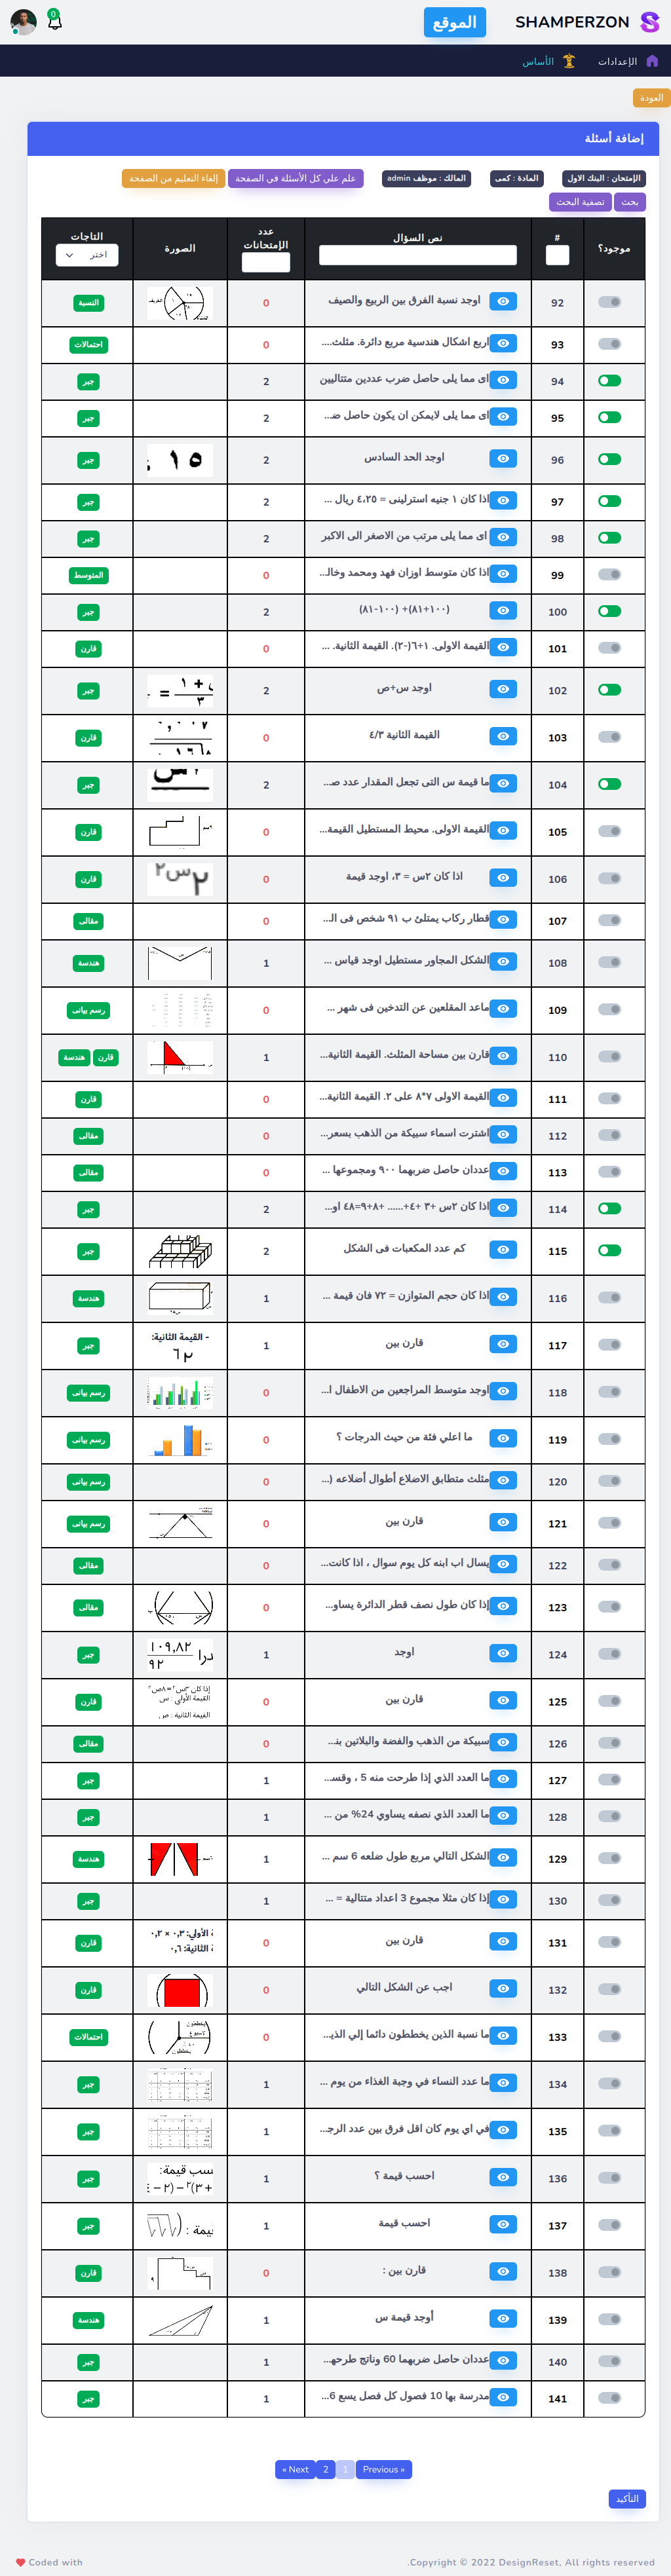 SHAMPERZON
الموقع
0
الإعدادات
الأساس
العودة
إضافة أسئلة
الإمتحان : البنك الاول
المادة : كمى
المالك : موظف admin
علم علي كل الأسئلة في الصفحة
إلغاء التعليم من الصفحة
بحث
تصفية البحث
موجود؟ # نص السؤال عدد الإمتحانات الصورة التاجات
اختر
92 اوجد نسبة الفرق بين الربيع والصيف 0 النسبة
93 اربع اشكال هندسية مربع دائرة. مثلث.... 0 احتمالات
94 اى مما يلى حاصل ضرب عددين متتاليين 2 جبر
95 اى مما يلى لايمكن ان يكون حاصل ضـ... 2 جبر
96 اوجد الحد السادس 2 جبر
97 اذا كان ١ جنيه استرلينى = ٤،٢٥ ريال ... 2 جبر
98 اى مما يلى مرتب من الاصغر الى الاكبر 2 جبر
99 اذا كان متوسط اوزان فهد ومحمد وخالـ... 0 المتوسط
100 (١٠٠+٨١)+ (١٠٠-٨١) 2 جبر
101 القيمة الاولى. ١+٦(-٢). القيمة الثانية. ... 0 قارن
102 اوجد س+ص 2 جبر
103 القيمة الثانية ٤/٣ 0 قارن
104 ما قيمة س التى تجعل المقدار عدد صـ... 2 جبر
105 القيمة الاولى. محيط المستطيل القيمة... 0 قارن
106 اذا كان ٢س = ٣، اوجد قيمة 0 قارن
107 قطار ركاب يمتلئ ب ٩١ شخص فى الـ... 0 مقالى
108 الشكل المجاور مستطيل اوجد قياس ... 1 هندسة
109 ماعد المقلعين عن التدخين فى شهر ... 0 رسم بيانى
110 قارن بين مساحة المثلث. القيمة الثانية... 1 قارن هندسة
111 القيمة الاولى ٧*٨ على ٢. القيمة الثانية... 0 قارن
112 اشترت اسماء سبيكة من الذهب بسعر... 0 مقالى
113 عددان حاصل ضربهما ٩٠٠ ومجموعها ... 0 مقالى
114 اذا كان ٢س +٣ +٤+...... +٨+٩=٤٨ او... 2 جبر
115 كم عدد المكعبات فى الشكل 2 جبر
116 اذا كان حجم المتوازن = ٧٢ فان قيمة ... 1 هندسة
117 قارن بين 1 - القيمة الثانية: ٦٢ جبر
118 اوجد متوسط المراجعين من الاطفال ا... 0 رسم بيانى
119 ما اعلي فئة من حيث الدرجات ؟ 0 رسم بيانى
120 مثلث متطابق الاضلاع أطوال أضلاعه (... 0 رسم بيانى
121 قارن بين 0 رسم بيانى
122 يسال اب ابنه كل يوم سوال ، اذا كانت... 0 مقالى
123 إذا كان طول نصف قطر الدائرة يساو... 0 مقالى
124 اوجد 1 ١٠٩,٨٢ ٩٢ جبر
125 قارن بين 0 القيمة الأولي : س القيمة الثانية : ص قارن
126 سبيكة من الذهب والفضة والبلاتين بنـ... 0 مقالى
127 ما العدد الذي إذا طرحت منه 5 ، وقسـ... 1 جبر
128 ما العدد الذي نصفه يساوي 24% من ... 1 جبر
129 الشكل التالي مربع طول ضلعه 6 سم ... 1 هندسة
130 إذا كان مثلا مجموع 3 اعداد متتالية = ... 1 جبر
131 قارن بين 0 ة الأولي: ٠,٣ × ٠,٢ ة الثانية: ٠,٦ قارن
132 اجب عن الشكل التالي 0 قارن
133 ما نسبة الذين يخططون دائما إلي الذيـ... 0 احتمالات
134 ما عدد النساء في وجبة الغذاء من يوم ... 1 جبر
135 في اي يوم كان اقل فرق بين عدد الرجـ... 1 جبر
136 احسب قيمة ؟ 1 جبر
137 احسب قيمة 1 جبر
138 قارن بين : 0 قارن
139 أوجد قيمة س 1 هندسة
140 عددان حاصل ضربهما 60 وناتج طرحهـ... 1 جبر
141 مدرسة بها 10 فصول كل فصل يسع 6... 1 جبر
« Next 2 1 Previous »
التأكيد
Coded with
Copyright © 2022 DesignReset, All rights reserved.